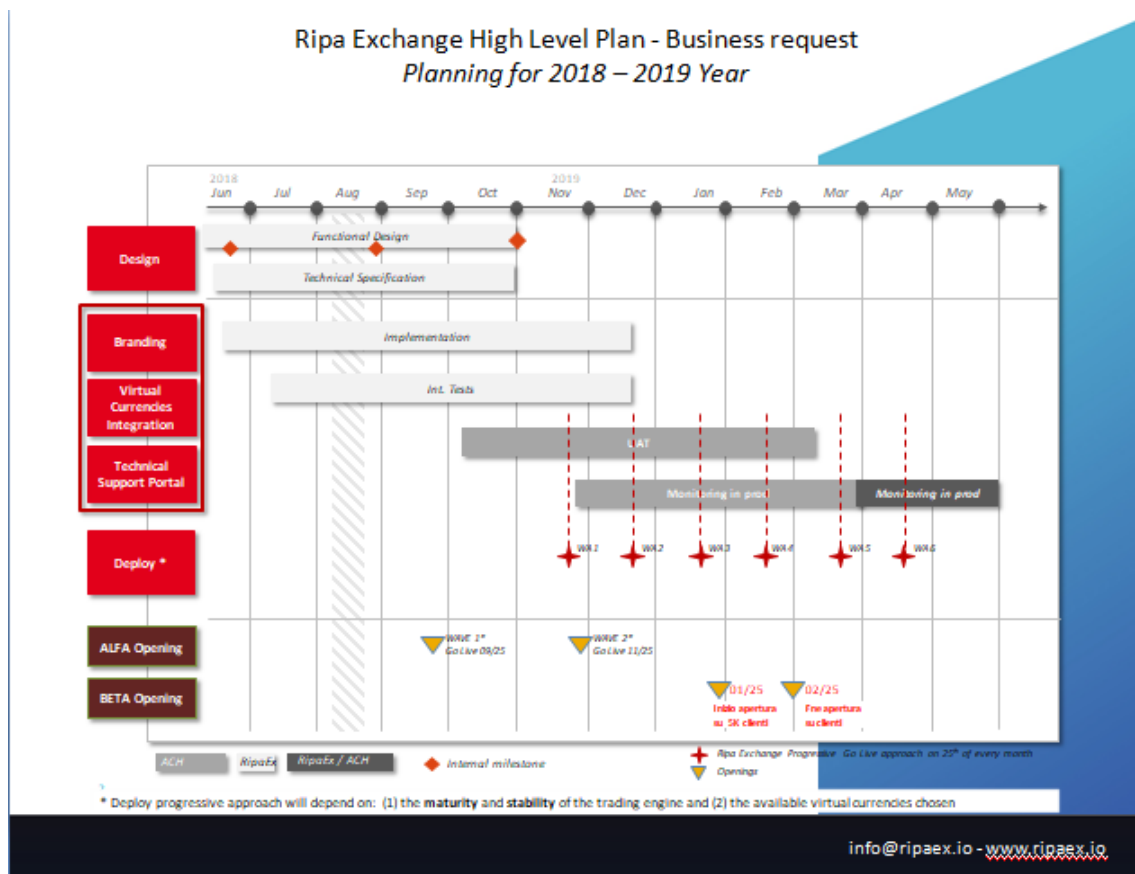 Ripa Exchange High Level Plan - Business request
Planning for 2018 – 2019 Year
2018
2019
Jun Jul Aug Sep Oct Nov Dec Jan Feb Mar Apr May
Design
Functional Design
Technical Specification
Branding
Implementation
Virtual
Currencies
Integration
Int. Tests
UAT
Technical
Support Portal
Monitoring in prod
Monitoring in prod
Deploy *
WA 1
WA 2
WA 3
WA 4
WA 5
WA 6
ALFA Opening
WAVE 1*
Go Live 09/25
WAVE 2*
Go Live 11/25
BETA Opening
01/25
Inizio apertura
su 5K clienti
02/25
Fne apertura
su clienti
ACH
RipaEx
RipaEx / ACH
Internal milestone
Ripa Exchange Progressive Go Live approach on 25th of every month
Openings
* Deploy progressive approach will depend on: (1) the maturity and stability of the trading engine and (2) the available virtual currencies chosen
info@ripaex.io - www.ripaex.io